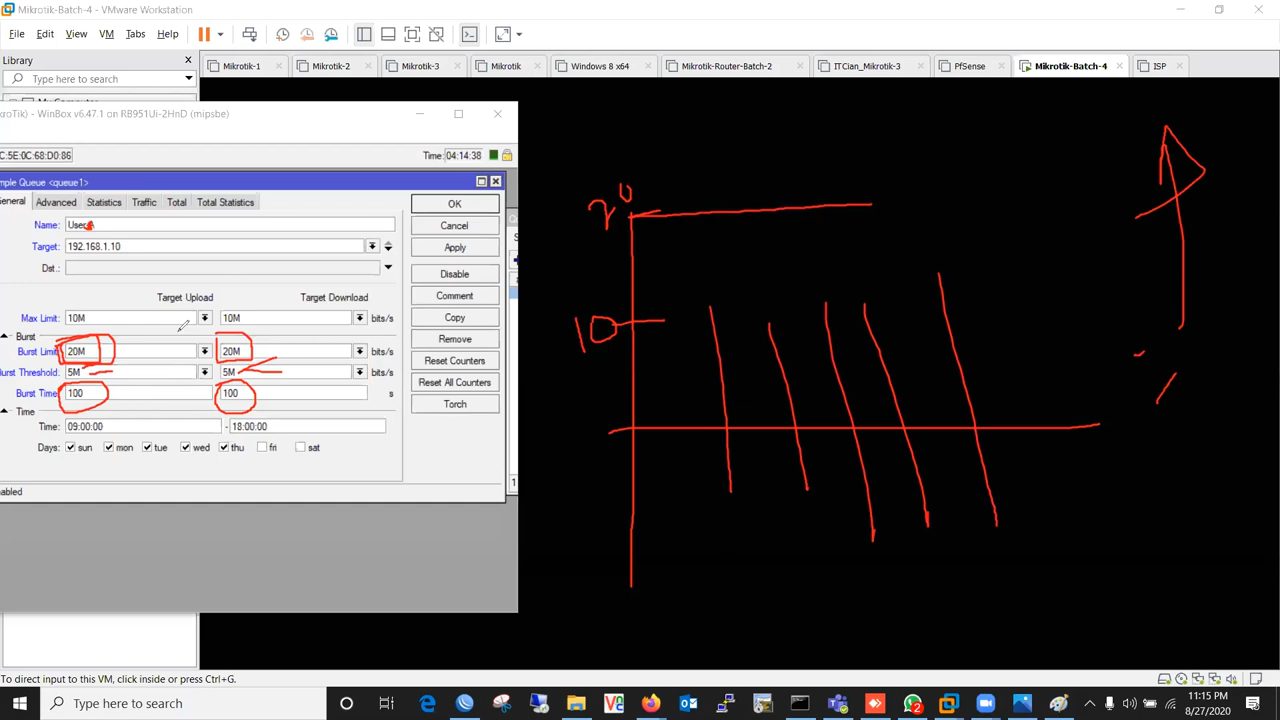 Mikrotik-Batch-4 - VMware Workstation
File Edit View VM Tabs Help
Library
Type here to search
Mikrotik-1 Mikrotik-2 Mikrotik-3 Mikrotik Windows 8 x64 Mikrotik-Router-Batch-2 ITCian_Mikrotik-3 PfSense Mikrotik-Batch-4 ISP
kroTik) - WinBox v6.47.1 on RB951Ui-2HnD (mipsbe)
C:5E:0C:68:D0:86 Time: 04:14:38
mple Queue <queue1>
General Advanced Statistics Traffic Total Total Statistics
OK
Name: User
Cancel
Target: 192.168.1.10
Apply
Dst.:
Disable
Target Upload Target Download
Comment
Max Limit: 10M 10M bits/s
Copy
Burst
Remove
Burst Limit: 20M 20M bits/s
Reset Counters
Burst Threshold: 5M 5M bits/s
Reset All Counters
Burst Time: 100 100 s
Torch
Time
Time: 09:00:00 - 18:00:00
Days: sun mon tue wed thu fri sat
nabled
1
20
10
To direct input to this VM, click inside or press Ctrl+G.
Type here to search
2
11:15 PM
8/27/2020